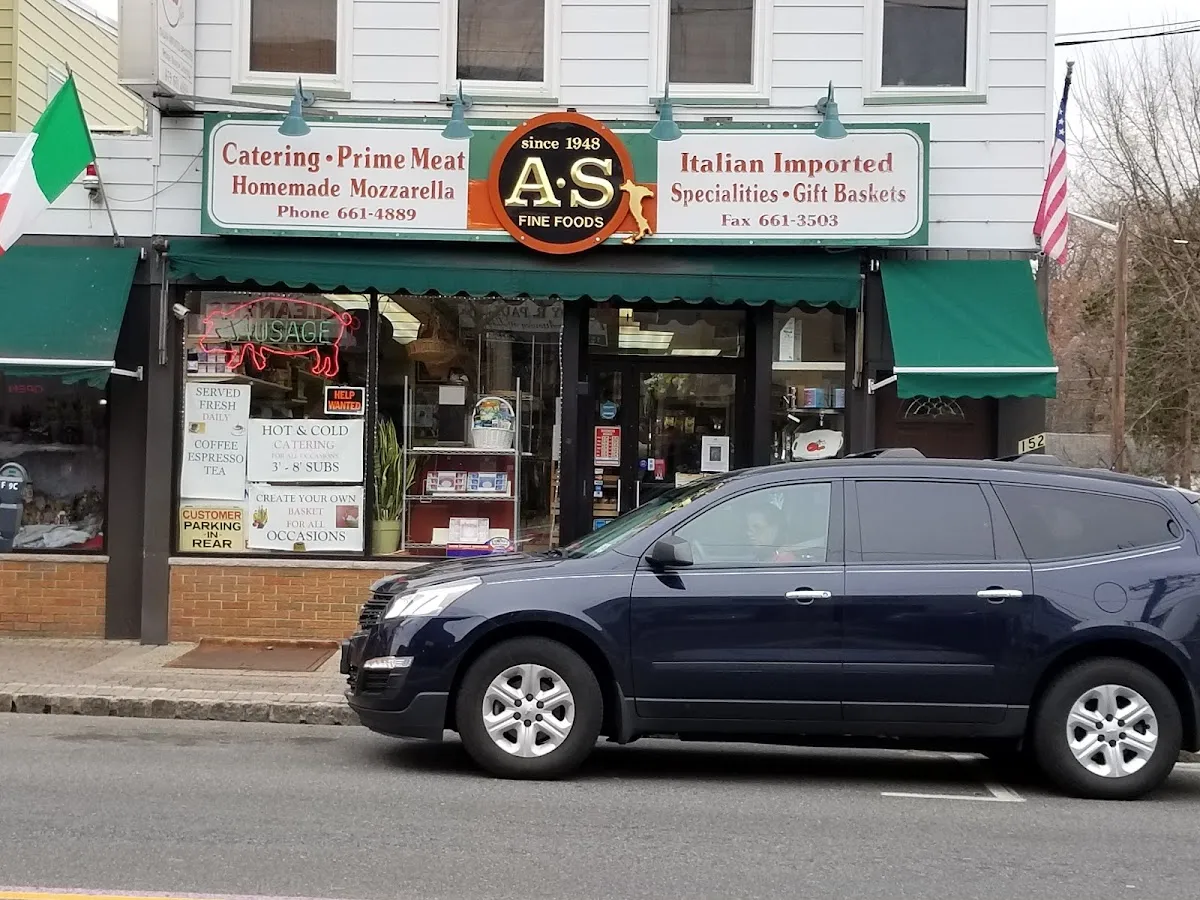 Catering • Prime Meat
Homemade Mozzarella
Phone 661-4889
since 1948
A·S
FINE FOODS
Italian Imported
Specialities • Gift Baskets
Fax 661-3503
SAUSAGE
HELP
WANTED
SERVED
FRESH
DAILY
COFFEE
ESPRESSO
TEA
HOT & COLD
CATERING
FOR ALL OCCASIONS
3' - 8' SUBS
CREATE YOUR OWN
BASKET
FOR ALL
OCCASIONS
CUSTOMER
PARKING
-IN-
REAR
152
F 9C
OPEN